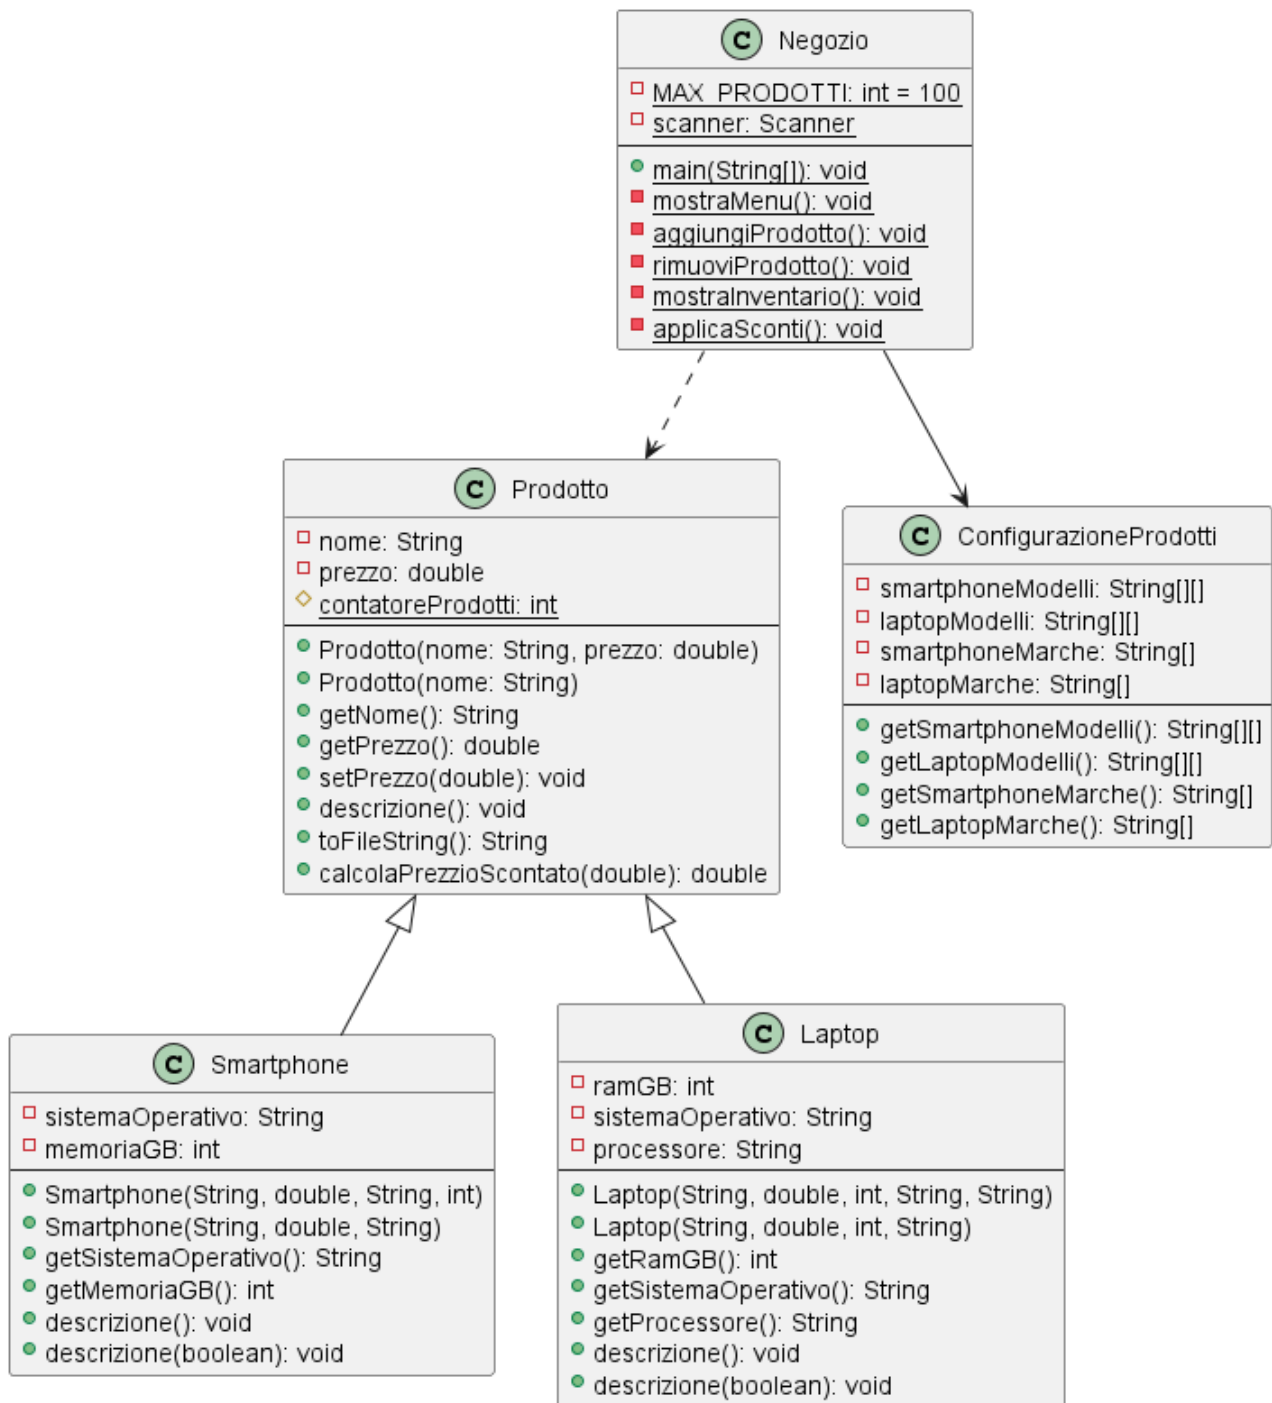 C Negozio
MAX_PRODOTTI: int = 100
scanner: Scanner
main(String[]): void
mostraMenu(): void
aggiungiProdotto(): void
rimuoviProdotto(): void
mostraInventario(): void
applicaSconti(): void
C Prodotto
nome: String
prezzo: double
contatoreProdotti: int
Prodotto(nome: String, prezzo: double)
Prodotto(nome: String)
getNome(): String
getPrezzo(): double
setPrezzo(double): void
descrizione(): void
toFileString(): String
calcolaPrezzioScontato(double): double
C ConfigurazioneProdotti
smartphoneModelli: String[][]
laptopModelli: String[][]
smartphoneMarche: String[]
laptopMarche: String[]
getSmartphoneModelli(): String[][]
getLaptopModelli(): String[][]
getSmartphoneMarche(): String[]
getLaptopMarche(): String[]
C Smartphone
sistemaOperativo: String
memoriaGB: int
Smartphone(String, double, String, int)
Smartphone(String, double, String)
getSistemaOperativo(): String
getMemoriaGB(): int
descrizione(): void
descrizione(boolean): void
C Laptop
ramGB: int
sistemaOperativo: String
processore: String
Laptop(String, double, int, String, String)
Laptop(String, double, int, String)
getRamGB(): int
getSistemaOperativo(): String
getProcessore(): String
descrizione(): void
descrizione(boolean): void